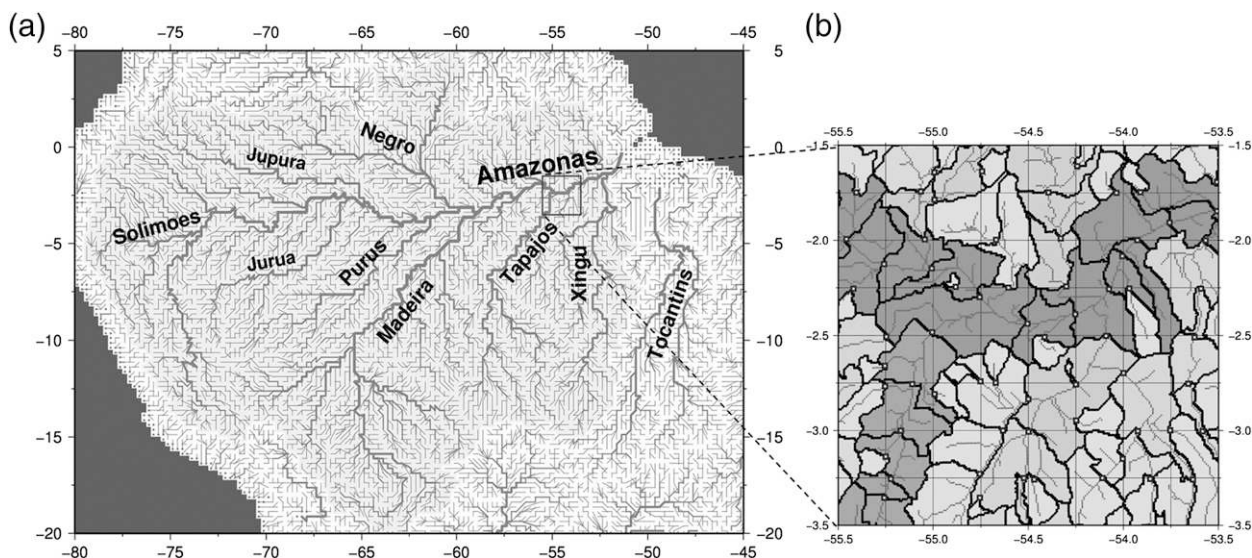 (a)
−80 −75 −70 −65 −60 −55 −50 −45
5 5
0 0
−5 −5
−10 −10
−15 −15
−20 −20
−80 −75 −70 −65 −60 −55 −50 −45
Negro
Jupura
Amazonas
Solimoes
Jurua
Purus
Madeira
Tapajos
Xingu
Tocantins
(b)
−55.5 −55.0 −54.5 −54.0 −53.5
−1.5 −1.5
−2.0 −2.0
−2.5 −2.5
−3.0 −3.0
−3.5 −3.5
−55.5 −55.0 −54.5 −54.0 −53.5